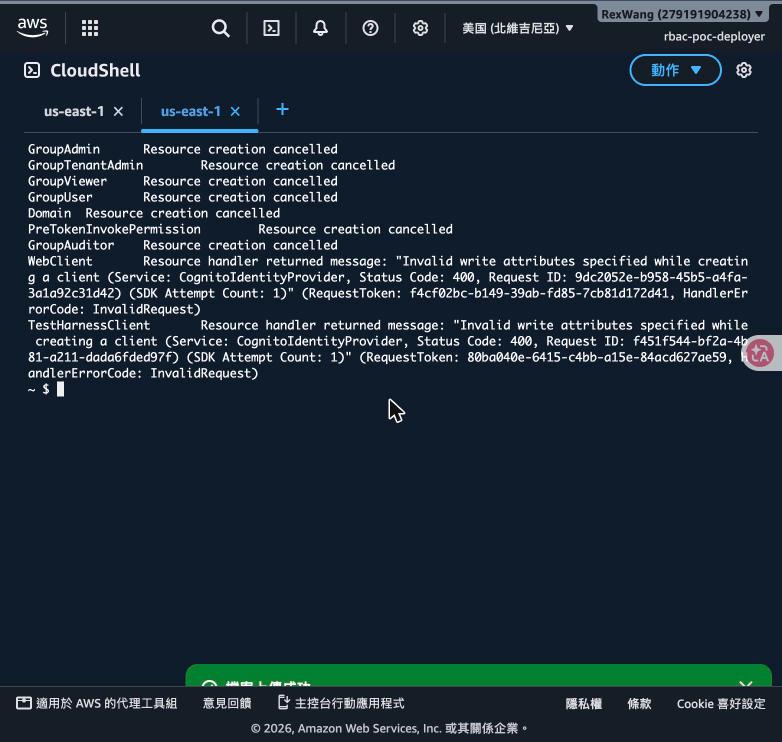 aws
美国 (北維吉尼亞) ▼
RexWang (279191904238) ▼
rbac-poc-deployer
CloudShell
動作 ▼
us-east-1 ×
us-east-1 ×
+
GroupAdmin Resource creation cancelled
GroupTenantAdmin Resource creation cancelled
GroupViewer Resource creation cancelled
GroupUser Resource creation cancelled
Domain Resource creation cancelled
PreTokenInvokePermission Resource creation cancelled
GroupAuditor Resource creation cancelled
WebClient Resource handler returned message: "Invalid write attributes specified while creatin
g a client (Service: CognitoIdentityProvider, Status Code: 400, Request ID: 9dc2052e-b958-45b5-a4fa-
3a1a92c31d42) (SDK Attempt Count: 1)" (RequestToken: f4cf02bc-b149-39ab-fd85-7cb81d172d41, HandlerEr
rorCode: InvalidRequest)
TestHarnessClient Resource handler returned message: "Invalid write attributes specified while
creating a client (Service: CognitoIdentityProvider, Status Code: 400, Request ID: f451f544-bf2a-4b
81-a211-dada6fded97f) (SDK Attempt Count: 1)" (RequestToken: 80ba040e-6415-c4bb-a15e-84acd627ae59, H
andlerErrorCode: InvalidRequest)
~ $
適用於 AWS 的代理工具組
意見回饋
主控台行動應用程式
隱私權
條款
Cookie 喜好設定
© 2026, Amazon Web Services, Inc. 或其關係企業。